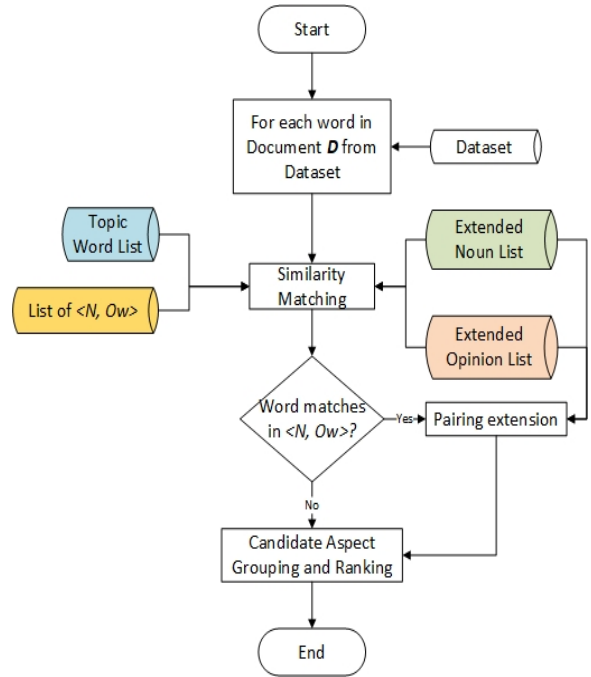 Start
For each word in
Document D from
Dataset
Dataset
Topic
Word List
Extended
Noun List
Similarity
Matching
List of <N, Ow>
Extended
Opinion List
Word matches
in <N, Ow>?
Yes
Pairing extension
No
Candidate Aspect
Grouping and Ranking
End